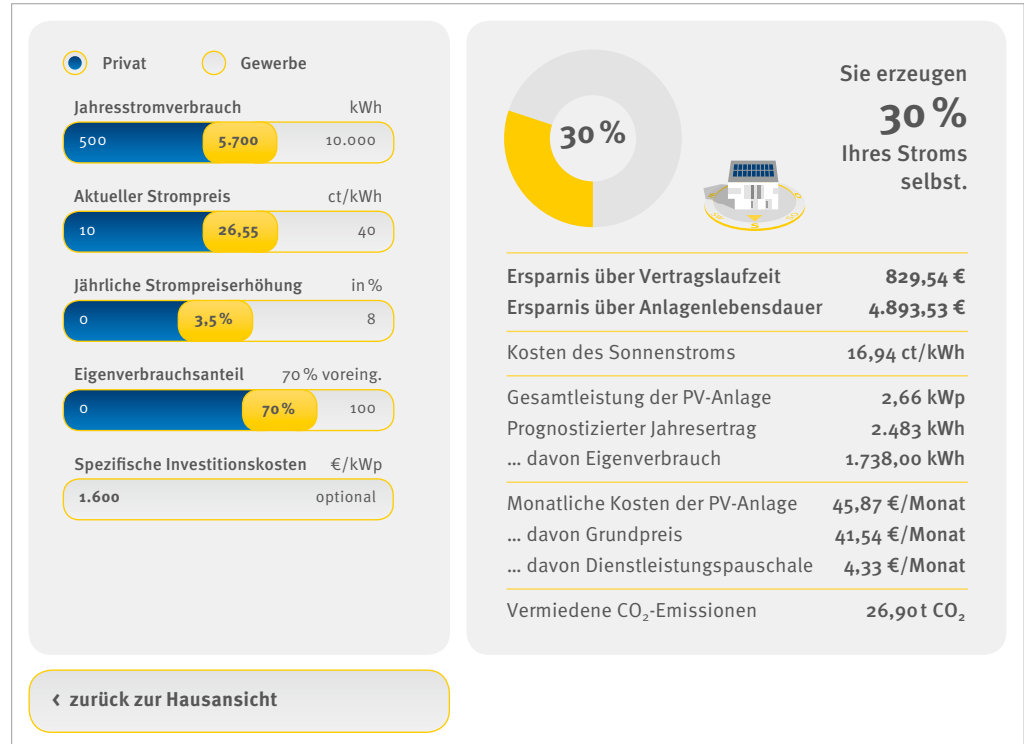 Privat Gewerbe
Jahresstromverbrauch kWh
500 5.700 10.000
Aktueller Strompreis ct/kWh
10 26,55 40
Jährliche Strompreiserhöhung in %
0 3,5 % 8
Eigenverbrauchsanteil 70 % voreing.
0 70 % 100
Spezifische Investitionskosten €/kWp
1.600 optional
‹ zurück zur Hausansicht
30 %
Sie erzeugen
30 %
Ihres Stroms
selbst.
Ersparnis über Vertragslaufzeit 829,54 €
Ersparnis über Anlagenlebensdauer 4.893,53 €
Kosten des Sonnenstroms 16,94 ct/kWh
Gesamtleistung der PV-Anlage 2,66 kWp
Prognostizierter Jahresertrag 2.483 kWh
... davon Eigenverbrauch 1.738,00 kWh
Monatliche Kosten der PV-Anlage 45,87 €/Monat
... davon Grundpreis 41,54 €/Monat
... davon Dienstleistungspauschale 4,33 €/Monat
Vermiedene CO₂-Emissionen 26,90 t CO₂